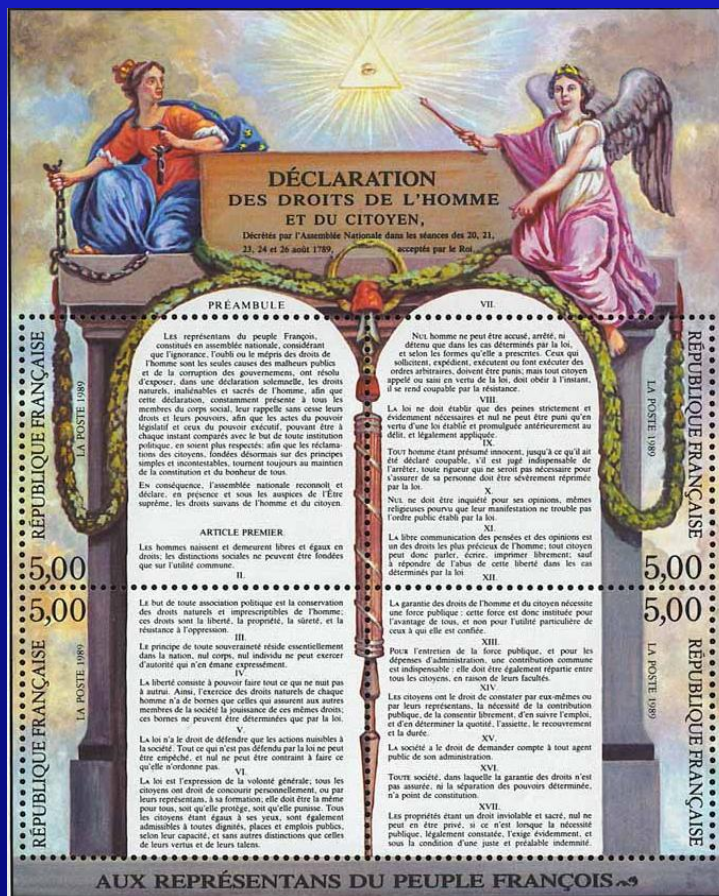 DÉCLARATION
DES DROITS DE L'HOMME
ET DU CITOYEN,
Décrétés par l'Assemblée Nationale dans les séances des 20, 21,
23, 24 et 26 août 1789, acceptés par le Roi
PRÉAMBULE
LES représentans du peuple François,
constitués en assemblée nationale, considérant
que l'ignorance, l'oubli ou le mépris des droits de
l'homme sont les seules causes des malheurs publics
et de la corruption des gouvernemens, ont résolu
d'exposer, dans une déclaration solemnelle, les droits
naturels, inaliénables et sacrés de l'homme, afin que
cette déclaration, constamment présente à tous les
membres du corps social, leur rappelle sans cesse leurs
droits et leurs pouvoirs, afin que les actes du pouvoir
législatif et ceux du pouvoir exécutif, pouvant être à
chaque instant comparés avec le but de toute institution
politique, en soient plus respectés; afin que les réclama-
tions des citoyens, fondées désormais sur des principes
simples et incontestables, tournent toujours au maintien
de la constitution et du bonheur de tous.
En conséquence, l'assemblée nationale reconnoît et
déclare, en présence et sous les auspices de l'Être
suprême, les droits suivans de l'homme et du citoyen.
ARTICLE PREMIER
Les hommes naissent et demeurent libres et égaux en
droits; les distinctions sociales ne peuvent être fondées
que sur l'utilité commune.
II.
LE but de toute association politique est la conservation
des droits naturels et imprescriptibles de l'homme;
ces droits sont la liberté, la propriété, la sûreté, et la
résistance à l'oppression.
III.
Le principe de toute souveraineté réside essentiellement
dans la nation, nul corps, nul individu ne peut exercer
d'autorité qui n'en émane expressément.
IV
La liberté consiste à pouvoir faire tout ce qui ne nuit pas
à autrui. Ainsi, l'exercice des droits naturels de chaque
homme n'a de bornes que celles qui assurent aux autres
membres de la société la jouissance de ces mêmes droits;
ces bornes ne peuvent être déterminées que par la loi.
V.
LA loi n'a le droit de défendre que les actions nuisibles à
la société. Tout ce qui n'est pas défendu par la loi ne peut
être empêché, et nul ne peut être contraint à faire ce
qu'elle n'ordonne pas.
VI.
LA loi est l'expression de la volonté générale; tous les
citoyens ont droit de concourir personnellement, ou par
leurs représentans, à sa formation; elle doit être la même
pour tous, soit qu'elle protège, soit qu'elle punisse. Tous
les citoyens étant égaux à ses yeux, sont également
admissibles à toutes dignités, places et emplois publics,
selon leur capacité, et sans autres distinctions que celles
de leurs vertus et de leurs talens.
VII.
NUL homme ne peut être accusé, arrêté, ni
détenu que dans les cas déterminés par la loi,
et selon les formes qu'elle a prescrites. Ceux qui
sollicitent, expédient, exécutent ou font exécuter des
ordres arbitraires, doivent être punis; mais tout citoyen
appelé ou saisi en vertu de la loi, doit obéir à l'instant,
il se rend coupable par la résistance.
VIII.
LA loi ne doit établir que des peines strictement et
évidemment nécessaires et nul ne peut être puni qu'en
vertu d'une loi établie et promulguée antérieurement au
délit, et légalement appliquée.
IX.
TOUT homme étant présumé innocent, jusqu'à ce qu'il ait
été déclaré coupable, s'il est jugé indispensable de
l'arrêter, toute rigueur qui ne seroit pas nécessaire pour
s'assurer de sa personne doit être sévèrement réprimée
par la loi.
X.
NUL ne doit être inquiété pour ses opinions, mêmes
religieuses pourvu que leur manifestation ne trouble pas
l'ordre public établi par la loi.
XI.
LA libre communication des pensées et des opinions est
un des droits les plus précieux de l'homme; tout citoyen
peut donc parler, écrire, imprimer librement; sauf
à répondre de l'abus de cette liberté dans les cas
déterminés par la loi
XII.
LA garantie des droits de l'homme et du citoyen nécessite
une force publique; cette force est donc instituée pour
l'avantage de tous, et non pour l'utilité particulière de
ceux à qui elle est confiée.
XIII.
POUR l'entretien de la force publique, et pour les
dépenses d'administration, une contribution commune
est indispensable; elle doit être également répartie entre
tous les citoyens, en raison de leurs facultés.
XIV.
LES citoyens ont le droit de constater par eux-mêmes ou
par leurs représentans, la nécessité de la contribution
publique, de la consentir librement, d'en suivre l'emploi,
et d'en déterminer la quotité, l'assiette, le recouvrement
et la durée.
XV.
LA société a le droit de demander compte à tout agent
public de son administration.
XVI.
TOUTE société, dans laquelle la garantie des droits n'est
pas assurée, ni la séparation des pouvoirs déterminée,
n'a point de constitution.
XVII.
LES propriétés étant un droit inviolable et sacré, nul ne
peut en être privé, si ce n'est lorsque la nécessité
publique, légalement constatée, l'exige évidemment, et
sous la condition d'une juste et préalable indemnité.
RÉPUBLIQUE FRANÇAISE
LA POSTE 1989
5,00
RÉPUBLIQUE FRANÇAISE
LA POSTE 1989
5,00
5,00
RÉPUBLIQUE FRANÇAISE
LA POSTE 1989
5,00
RÉPUBLIQUE FRANÇAISE
LA POSTE 1989
AUX REPRÉSENTANS DU PEUPLE FRANÇOIS